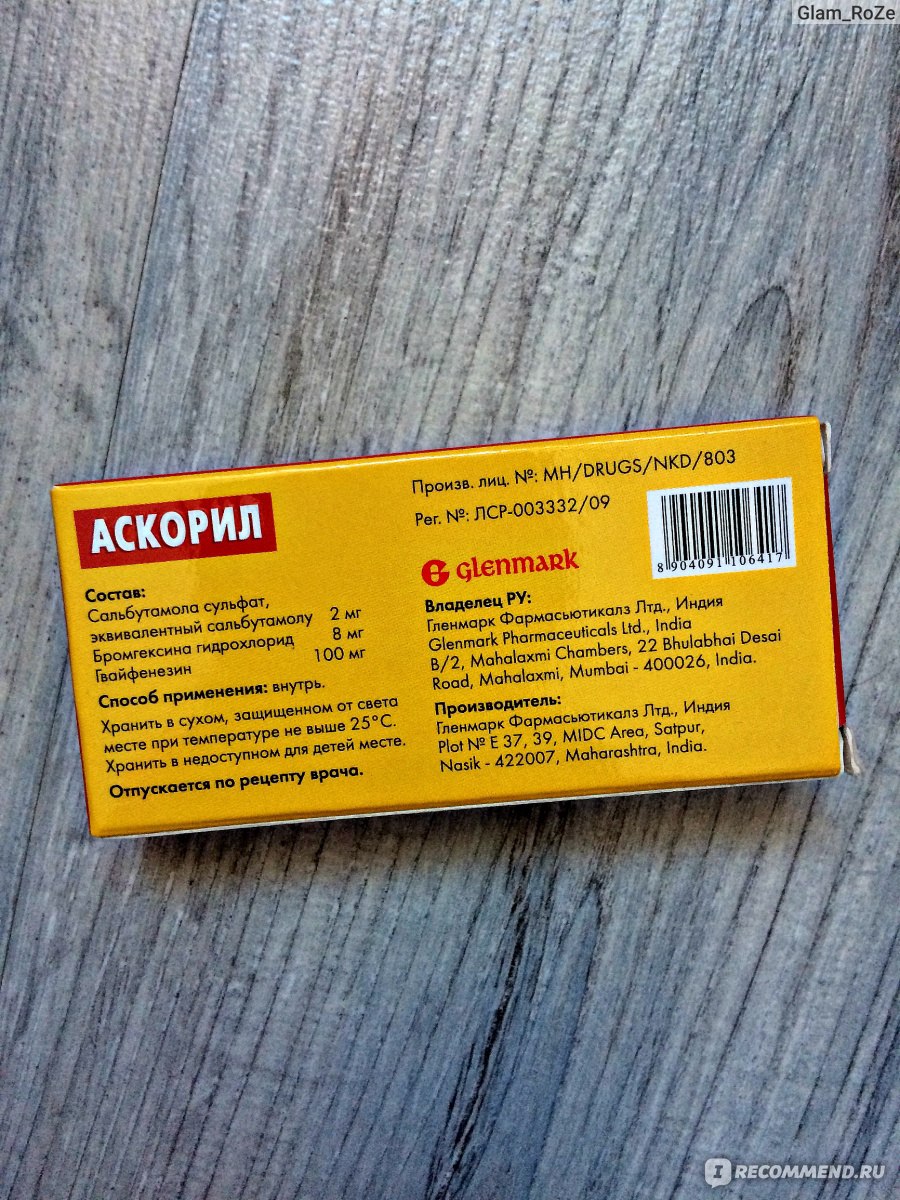 Glam_RoZe
АСКОРИЛ
Состав:
Сальбутамола сульфат,
эквивалентный сальбутамолу 2 мг
Бромгексина гидрохлорид 8 мг
Гвайфенезин 100 мг
Способ применения: внутрь.
Хранить в сухом, защищенном от света
месте при температуре не выше 25°С.
Хранить в недоступном для детей месте.
Отпускается по рецепту врача.
Произв. лиц. №: MH/DRUGS/NKD/803
Рег. №: ЛСР-003332/09
8 904091 106417
Glenmark
Владелец РУ:
Гленмарк Фармасьютикалз Лтд., Индия
Glenmark Pharmaceuticals Ltd., India
B/2, Mahalaxmi Chambers, 22 Bhulabhai Desai
Road, Mahalaxmi, Mumbai - 400026, India.
Производитель:
Гленмарк Фармасьютикалз Лтд., Индия
Plot № E 37, 39, MIDC Area, Satpur,
Nasik - 422007, Maharashtra, India.
IRECOMMEND.RU